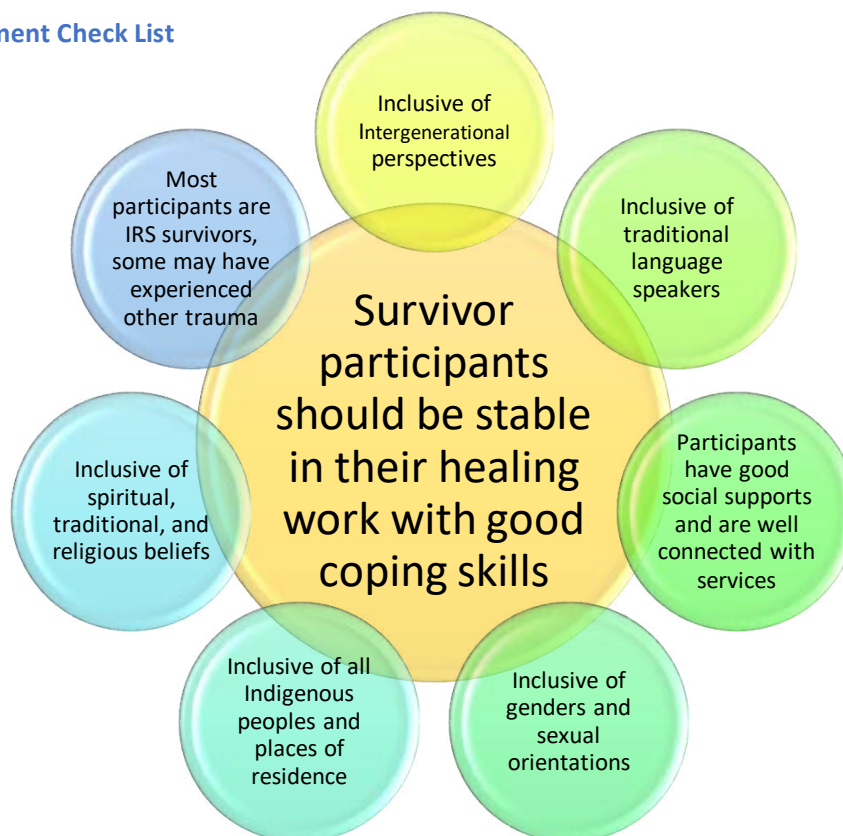 ment Check List
Inclusive of
Intergenerational
perspectives
Inclusive of
traditional
language
speakers
Participants
have good
social supports
and are well
connected with
services
Inclusive of
genders and
sexual
orientations
Inclusive of all
Indigenous
peoples and
places of
residence
Inclusive of
spiritual,
traditional, and
religious beliefs
Most
participants are
IRS survivors,
some may have
experienced
other trauma
Survivor
participants
should be stable
in their healing
work with good
coping skills